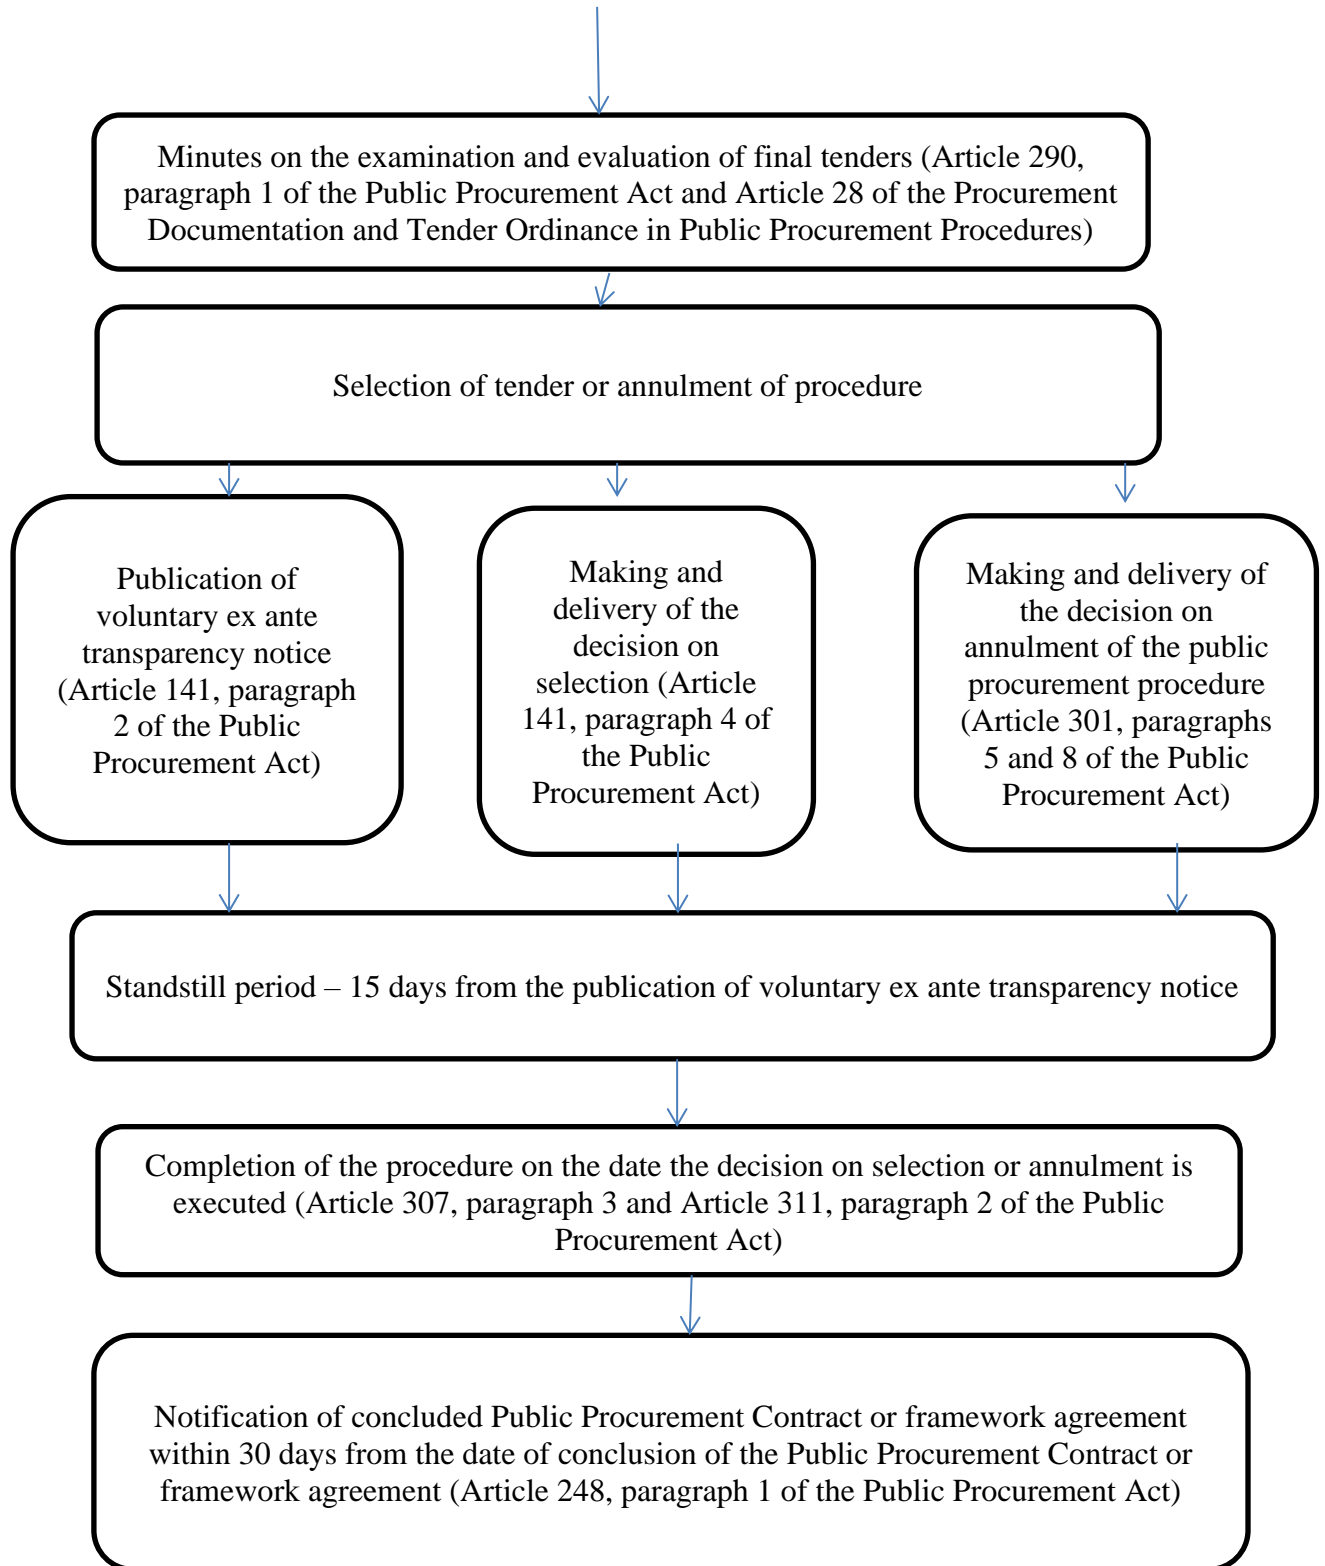 Minutes on the examination and evaluation of final tenders (Article 290,
paragraph 1 of the Public Procurement Act and Article 28 of the Procurement
Documentation and Tender Ordinance in Public Procurement Procedures)
Selection of tender or annulment of procedure
Publication of
voluntary ex ante
transparency notice
(Article 141, paragraph
2 of the Public
Procurement Act)
Making and
delivery of the
decision on
selection (Article
141, paragraph 4 of
the Public
Procurement Act)
Making and delivery of
the decision on
annulment of the public
procurement procedure
(Article 301, paragraphs
5 and 8 of the Public
Procurement Act)
Standstill period – 15 days from the publication of voluntary ex ante transparency notice
Completion of the procedure on the date the decision on selection or annulment is
executed (Article 307, paragraph 3 and Article 311, paragraph 2 of the Public
Procurement Act)
Notification of concluded Public Procurement Contract or framework agreement
within 30 days from the date of conclusion of the Public Procurement Contract or
framework agreement (Article 248, paragraph 1 of the Public Procurement Act)